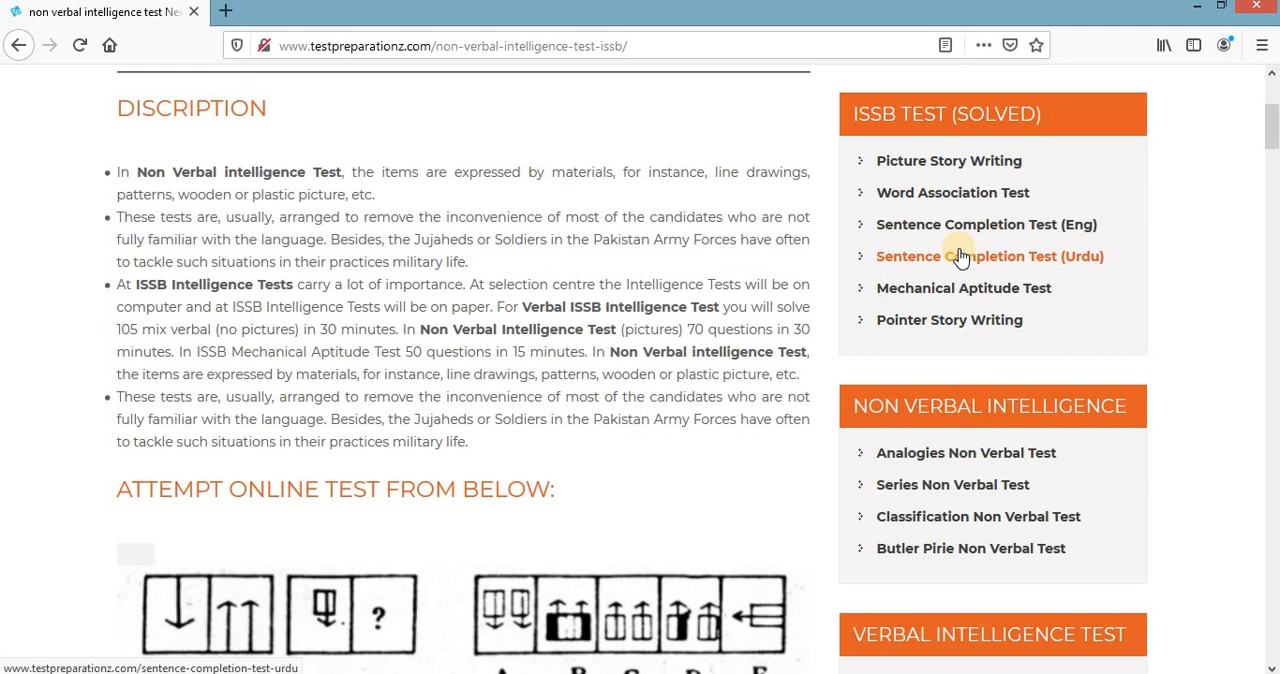 non verbal intelligence test Ne
www.testpreparationz.com/non-verbal-intelligence-test-issb/
DISCRIPTION
In Non Verbal intelligence Test, the items are expressed by materials, for instance, line drawings,
patterns, wooden or plastic picture, etc.
These tests are, usually, arranged to remove the inconvenience of most of the candidates who are not
fully familiar with the language. Besides, the Jujaheds or Soldiers in the Pakistan Army Forces have often
to tackle such situations in their practices military life.
At ISSB Intelligence Tests carry a lot of importance. At selection centre the Intelligence Tests will be on
computer and at ISSB Intelligence Tests will be on paper. For Verbal ISSB Intelligence Test you will solve
105 mix verbal (no pictures) in 30 minutes. In Non Verbal Intelligence Test (pictures) 70 questions in 30
minutes. In ISSB Mechanical Aptitude Test 50 questions in 15 minutes. In Non Verbal intelligence Test,
the items are expressed by materials, for instance, line drawings, patterns, wooden or plastic picture, etc.
These tests are, usually, arranged to remove the inconvenience of most of the candidates who are not
fully familiar with the language. Besides, the Jujaheds or Soldiers in the Pakistan Army Forces have often
to tackle such situations in their practices military life.
ATTEMPT ONLINE TEST FROM BELOW:
?
ISSB TEST (SOLVED)
Picture Story Writing
Word Association Test
Sentence Completion Test (Eng)
Sentence Completion Test (Urdu)
Mechanical Aptitude Test
Pointer Story Writing
NON VERBAL INTELLIGENCE
Analogies Non Verbal Test
Series Non Verbal Test
Classification Non Verbal Test
Butler Pirie Non Verbal Test
VERBAL INTELLIGENCE TEST
www.testpreparationz.com/sentence-completion-test-urdu